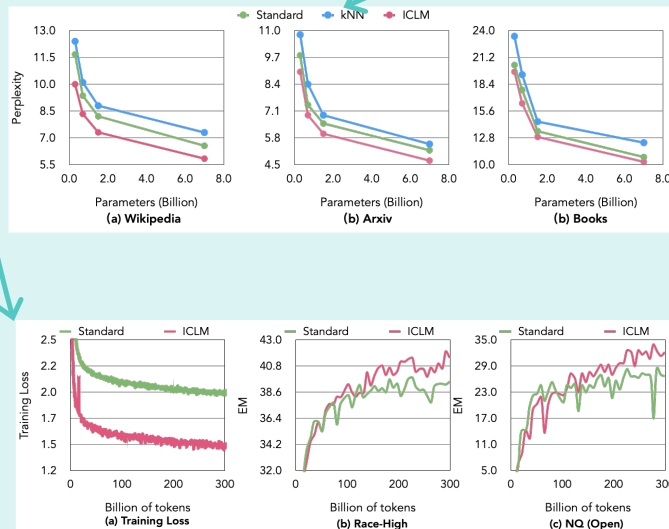 Standard kNN ICLM
13.0 11.0 24.0
11.5 9.7 21.2
10.0 8.4 18.4
8.5 7.1 15.6
7.0 5.8 12.8
5.5 4.5 10.0
Perplexity
0.0 2.0 4.0 6.0 8.0 0.0 2.0 4.0 6.0 8.0 0.0 2.0 4.0 6.0 8.0
Parameters (Billion) Parameters (Billion) Parameters (Billion)
(a) Wikipedia (b) Arxiv (b) Books
Standard ICLM Standard ICLM Standard ICLM
2.5 43.0 35.0
2.2 40.8 29.0
2.0 38.6 23.0
1.7 36.4 17.0
1.5 34.2 11.0
1.2 32.0 5.0
Training Loss EM EM
0 100 200 300 0 100 200 300 0 100 200 300
Billion of tokens Billion of tokens Billion of tokens
(a) Training Loss (b) Race-High (c) NQ (Open)